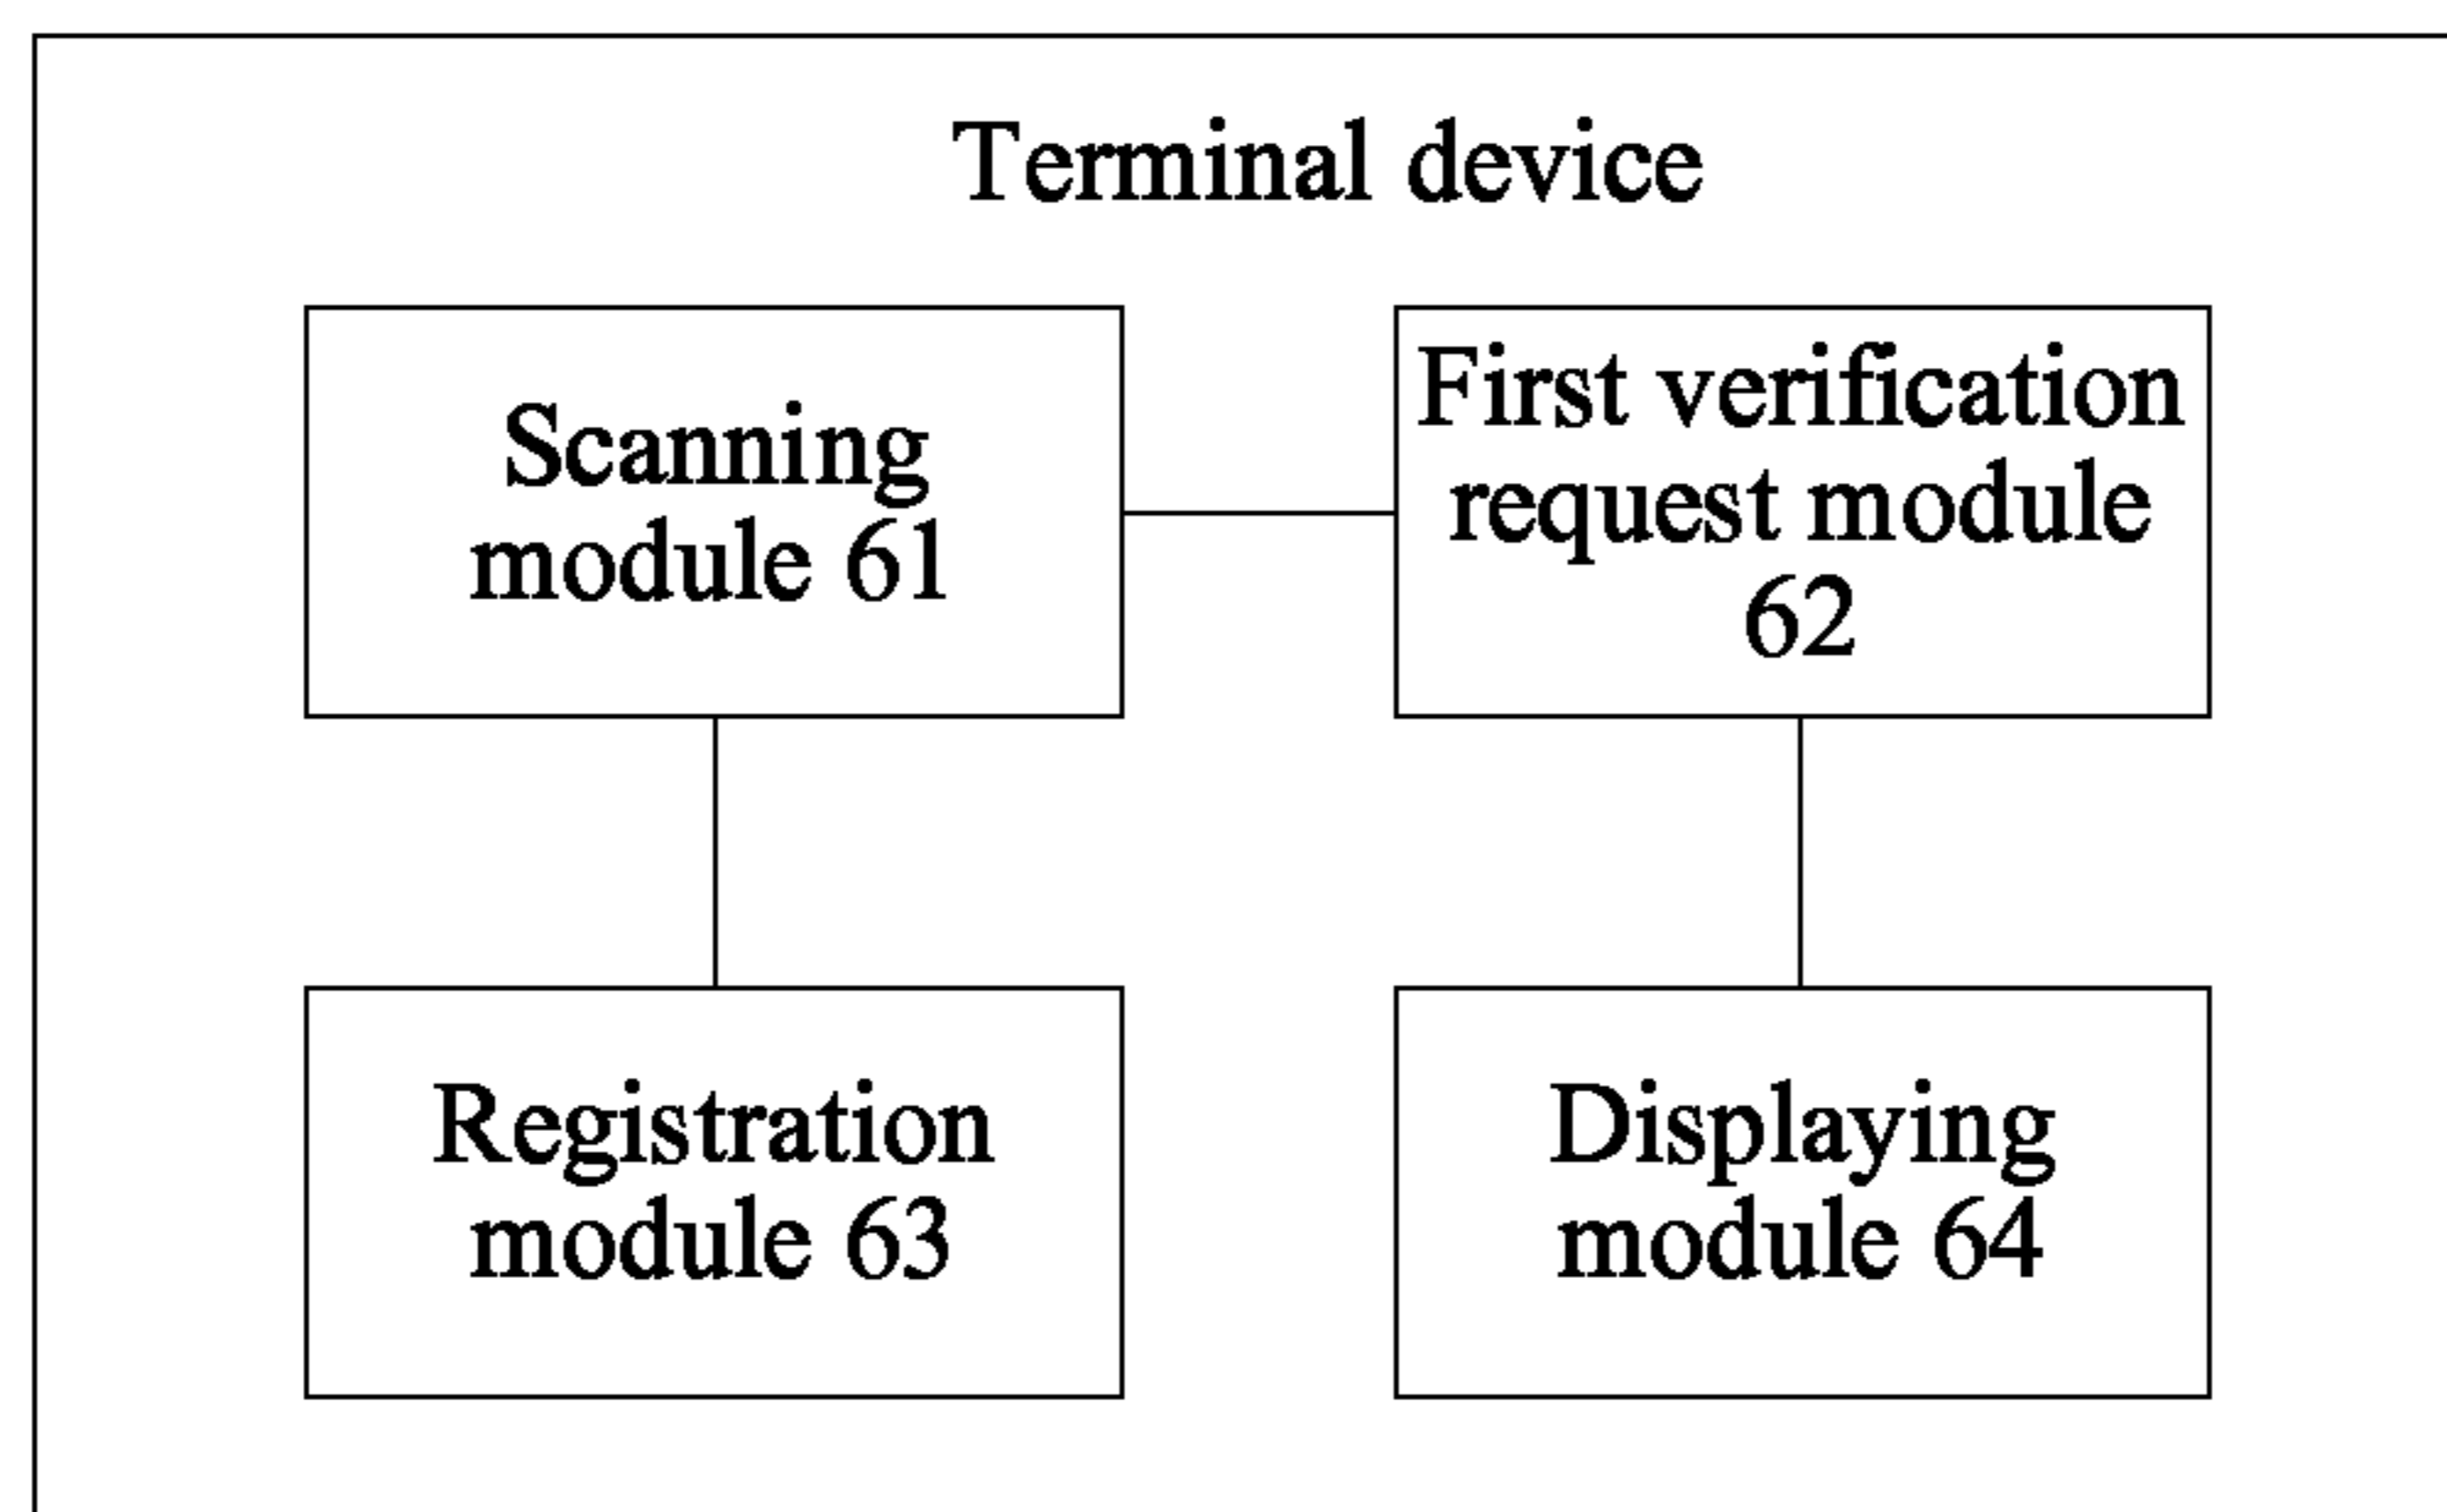 Terminal device
Scanning
module 61
First verification
request module
62
Registration
module 63
Displaying
module 64